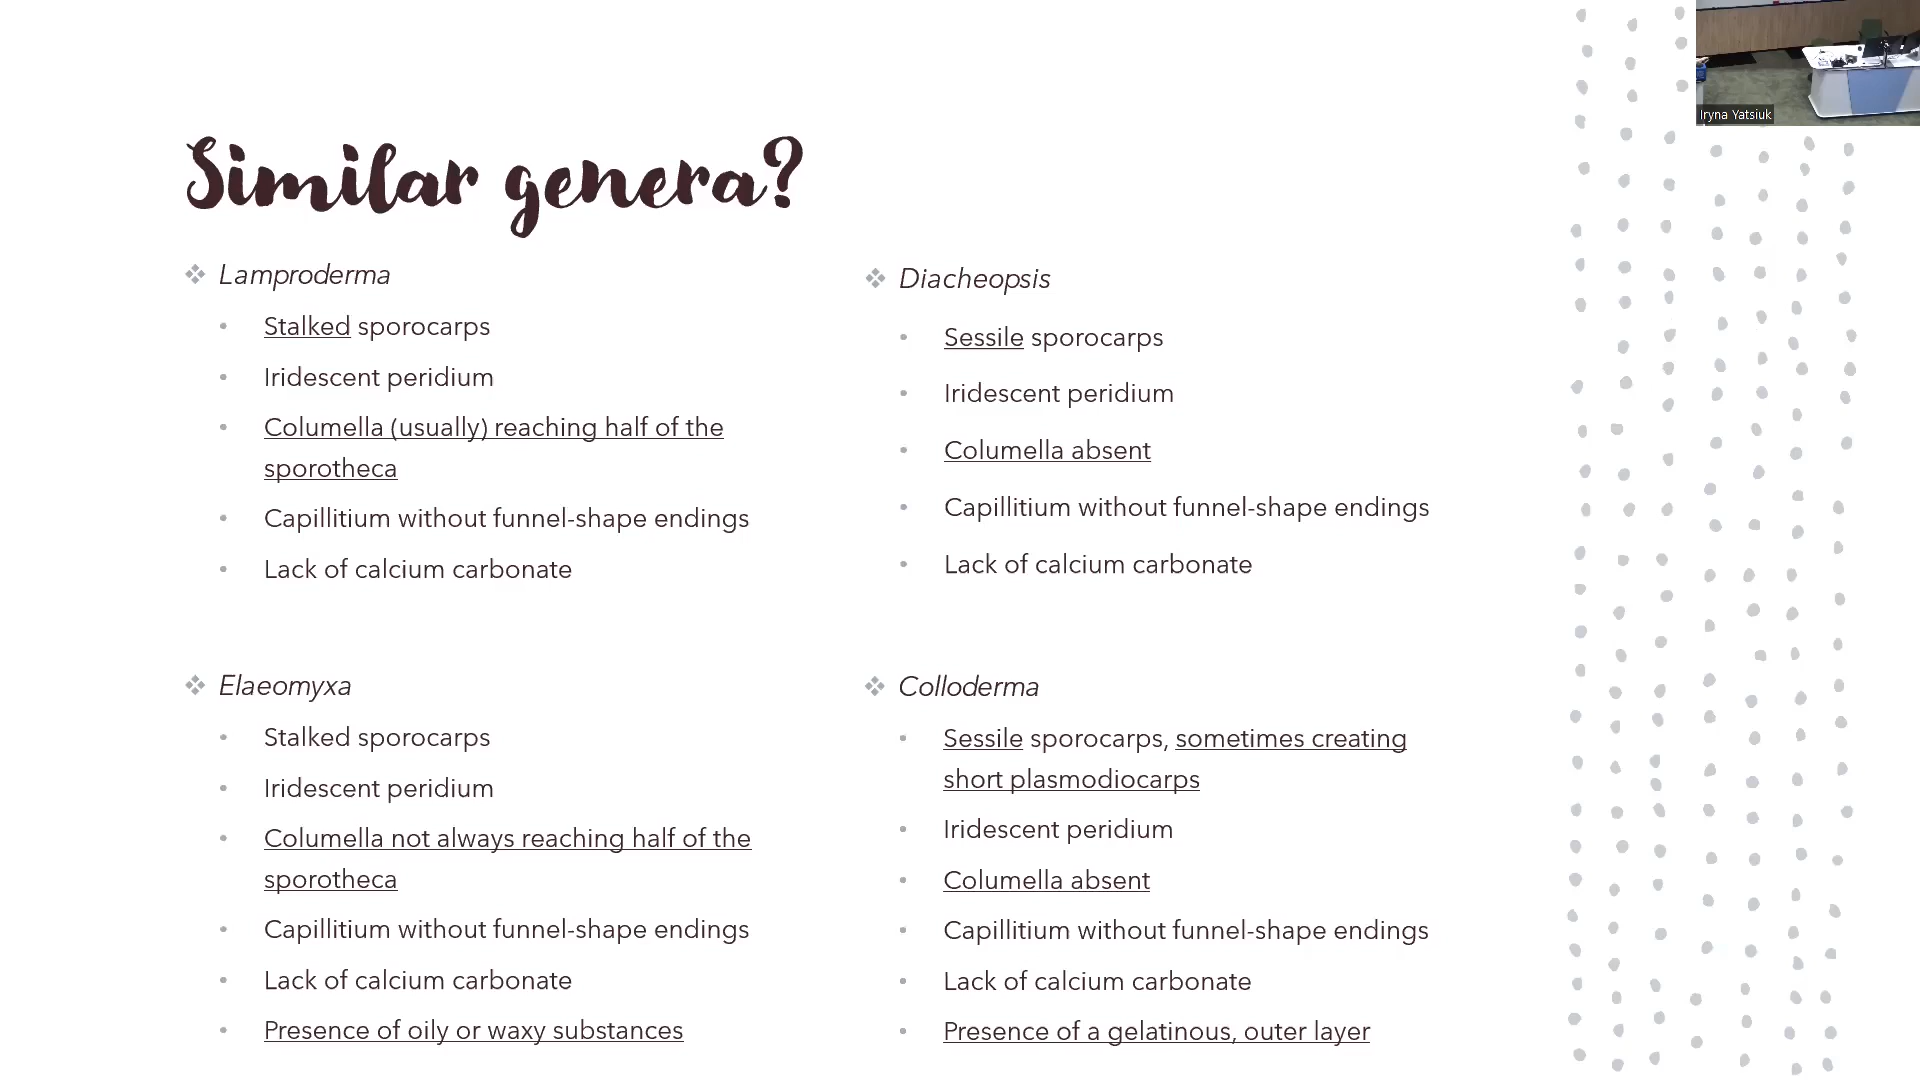 Iryna Yatsiuk
Similar genera?
❖ Lamproderma
• Stalked sporocarps
• Iridescent peridium
• Columella (usually) reaching half of the
sporotheca
• Capillitium without funnel-shape endings
• Lack of calcium carbonate
❖ Diacheopsis
• Sessile sporocarps
• Iridescent peridium
• Columella absent
• Capillitium without funnel-shape endings
• Lack of calcium carbonate
❖ Elaeomyxa
• Stalked sporocarps
• Iridescent peridium
• Columella not always reaching half of the
sporotheca
• Capillitium without funnel-shape endings
• Lack of calcium carbonate
• Presence of oily or waxy substances
❖ Colloderma
• Sessile sporocarps, sometimes creating
short plasmodiocarps
• Iridescent peridium
• Columella absent
• Capillitium without funnel-shape endings
• Lack of calcium carbonate
• Presence of a gelatinous, outer layer